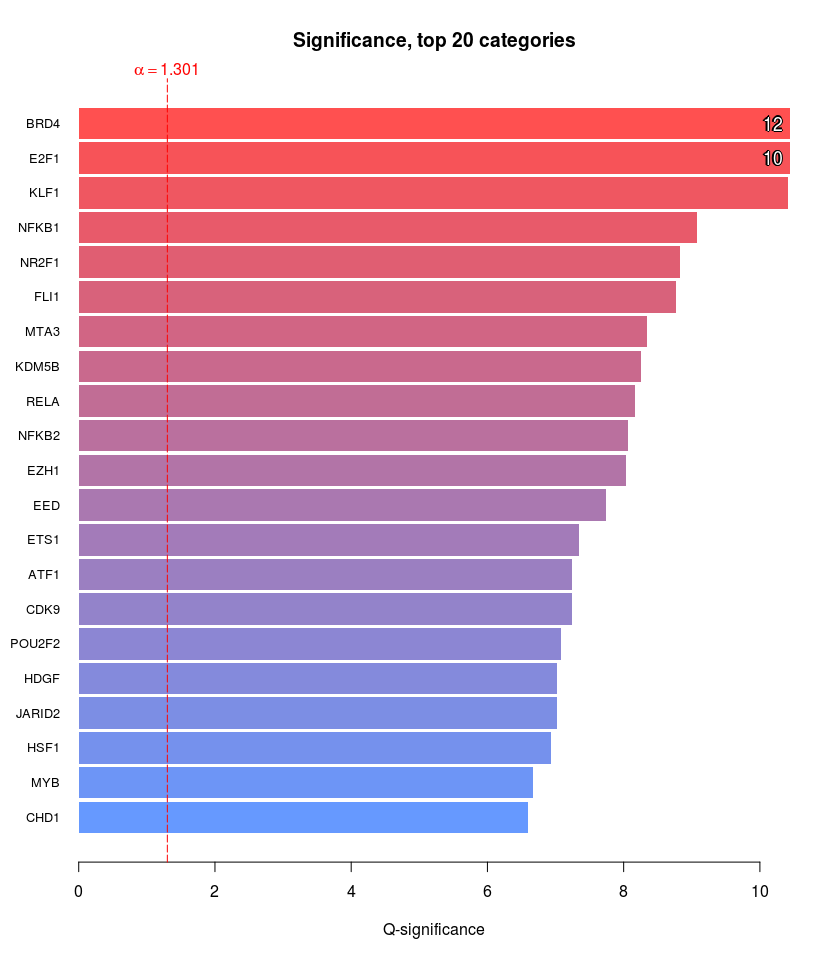 Significance, top 20 categories
α = 1.301
BRD4 12
E2F1 10
KLF1
NFKB1
NR2F1
FLI1
MTA3
KDM5B
RELA
NFKB2
EZH1
EED
ETS1
ATF1
CDK9
POU2F2
HDGF
JARID2
HSF1
MYB
CHD1
0 2 4 6 8 10
Q-significance